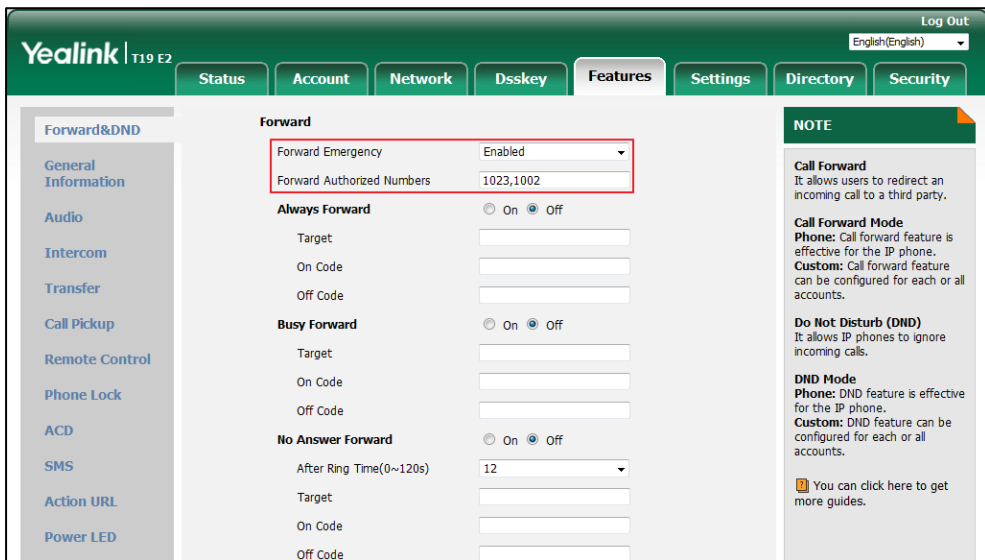 Log Out
Yealink T19 E2
English(English)
Status Account Network Dsskey Features Settings Directory Security
Forward&DND
General
Information
Audio
Intercom
Transfer
Call Pickup
Remote Control
Phone Lock
ACD
SMS
Action URL
Power LED
Forward
Forward Emergency Enabled
Forward Authorized Numbers 1023,1002
Always Forward On Off
Target
On Code
Off Code
Busy Forward On Off
Target
On Code
Off Code
No Answer Forward On Off
After Ring Time(0~120s) 12
Target
On Code
Off Code
NOTE
Call Forward
It allows users to redirect an
incoming call to a third party.
Call Forward Mode
Phone: Call forward feature is
effective for the IP phone.
Custom: Call forward feature
can be configured for each or all
accounts.
Do Not Disturb (DND)
It allows IP phones to ignore
incoming calls.
DND Mode
Phone: DND feature is effective
for the IP phone.
Custom: DND feature can be
configured for each or all
accounts.
You can click here to get
more guides.